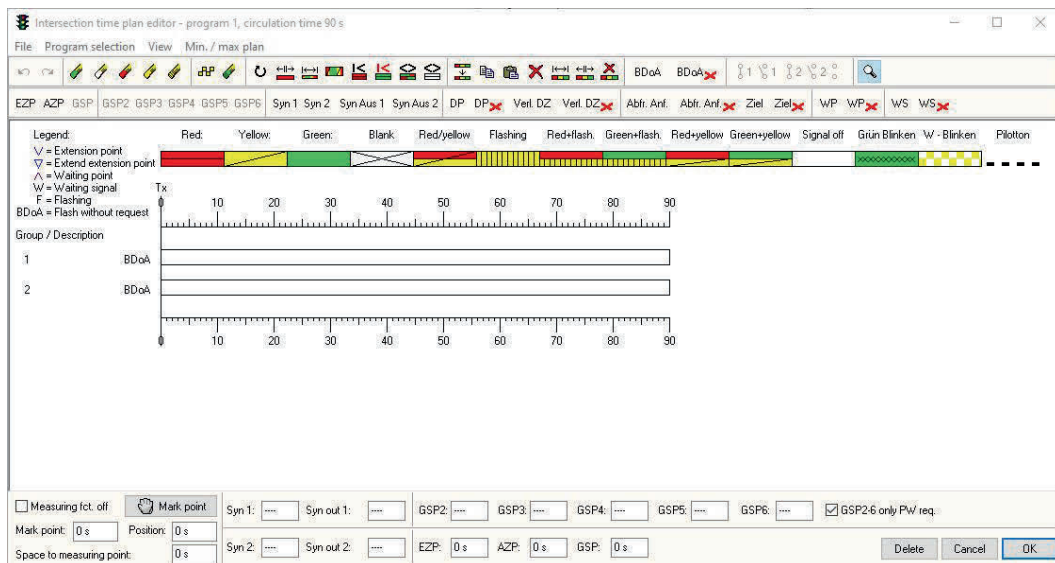 Intersection time plan editor - program 1, circulation time 90 s
File Program selection View Min. / max plan
BDoA BDoA 1 1 2 2
EZP AZP GSP GSP2 GSP3 GSP4 GSP5 GSP6 Syn 1 Syn 2 Syn Aus 1 Syn Aus 2 DP DP Verl. DZ Verl. DZ Abfr. Anf. Abfr. Anf. Ziel Ziel WP WP WS WS
Legend: Red: Yellow: Green: Blank Red/yellow Flashing Red+flash. Green+flash. Red+yellow Green+yellow Signal off Grün Blinken W - Blinken Pilotton
V = Extension point
∇ = Extend extension point
Λ = Waiting point
W = Waiting signal
F = Flashing
BDoA = Flash without request
Tx
0 10 20 30 40 50 60 70 80 90
Group / Description
1 BDoA
2 BDoA
0 10 20 30 40 50 60 70 80 90
Measuring fct. off Mark point Syn 1: ---- Syn out 1: ---- GSP2: ---- GSP3: ---- GSP4: ---- GSP5: ---- GSP6: ---- GSP2-6 only PW req.
Mark point: 0 s Position: 0 s
Space to measuring point: 0 s Syn 2: ---- Syn out 2: ---- EZP: 0 s AZP: 0 s GSP: 0 s Delete Cancel OK